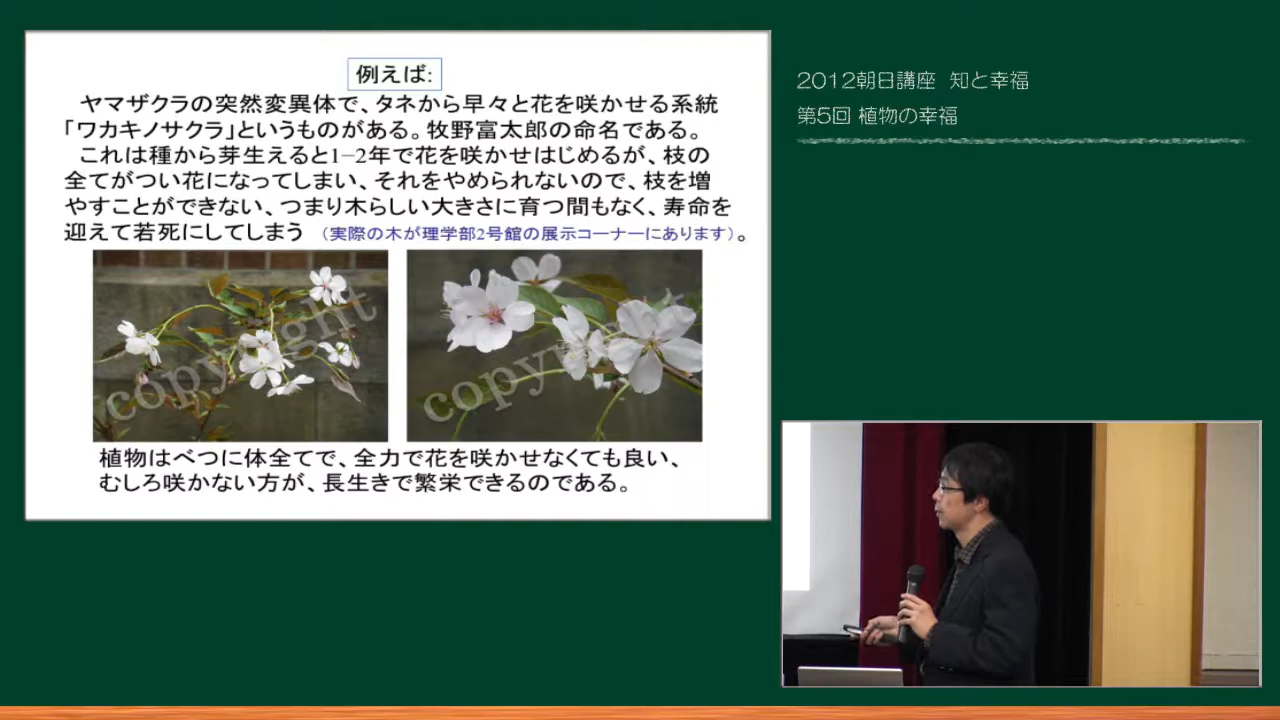 例えば:
ヤマザクラの突然変異体で、タネから早々と花を咲かせる系統
「ワカキノサクラ」というものがある。牧野富太郎の命名である。
これは種から芽生えると1−2年で花を咲かせはじめるが、枝の
全てがつい花になってしまい、それをやめられないので、枝を増
やすことができない、つまり木らしい大きさに育つ間もなく、寿命を
迎えて若死にしてしまう （実際の木が理学部2号館の展示コーナーにあります）。
copyright
copyright
植物はべつに体全てで、全力で花を咲かせなくても良い、
むしろ咲かない方が、長生きで繁栄できるのである。
2012朝日講座 知と幸福
第5回 植物の幸福